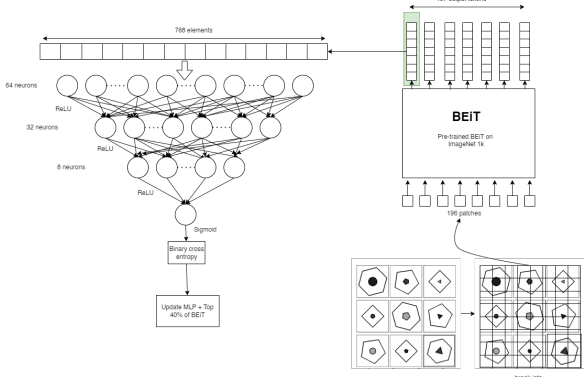 768 elements
64 neurons
ReLU
32 neurons
ReLU
8 neurons
ReLU
Sigmoid
Binary cross
entropy
Update MLP + Top
40% of BEiT
BEiT
Pre-trained BEiT on
ImageNet 1k
196 patches